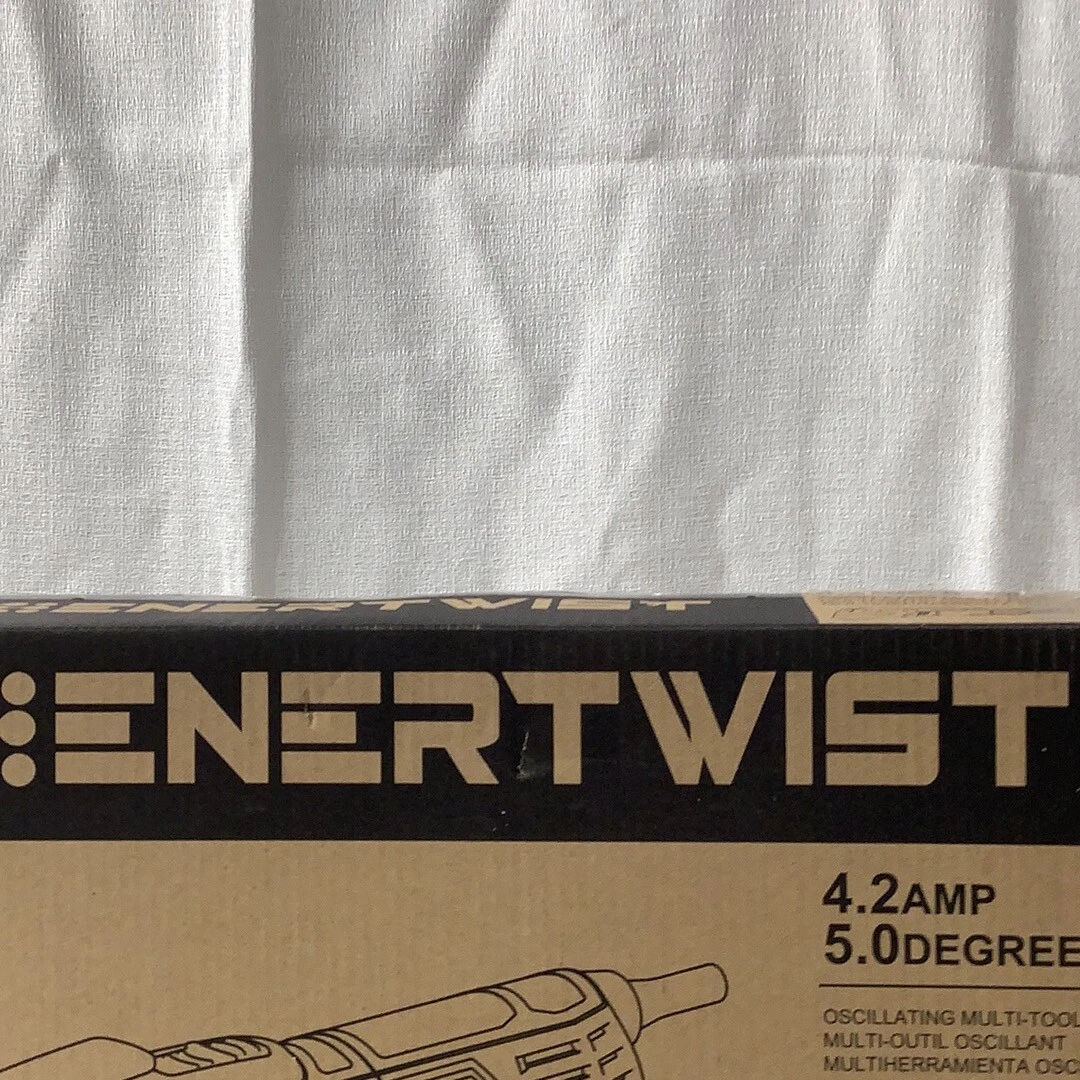 ENERTWIST
ENERTWIST
4.2AMP
5.0DEGREE
OSCILLATING MULTI-TOOL
MULTI-OUTIL OSCILLANT
MULTIHERRAMIENTA OSC